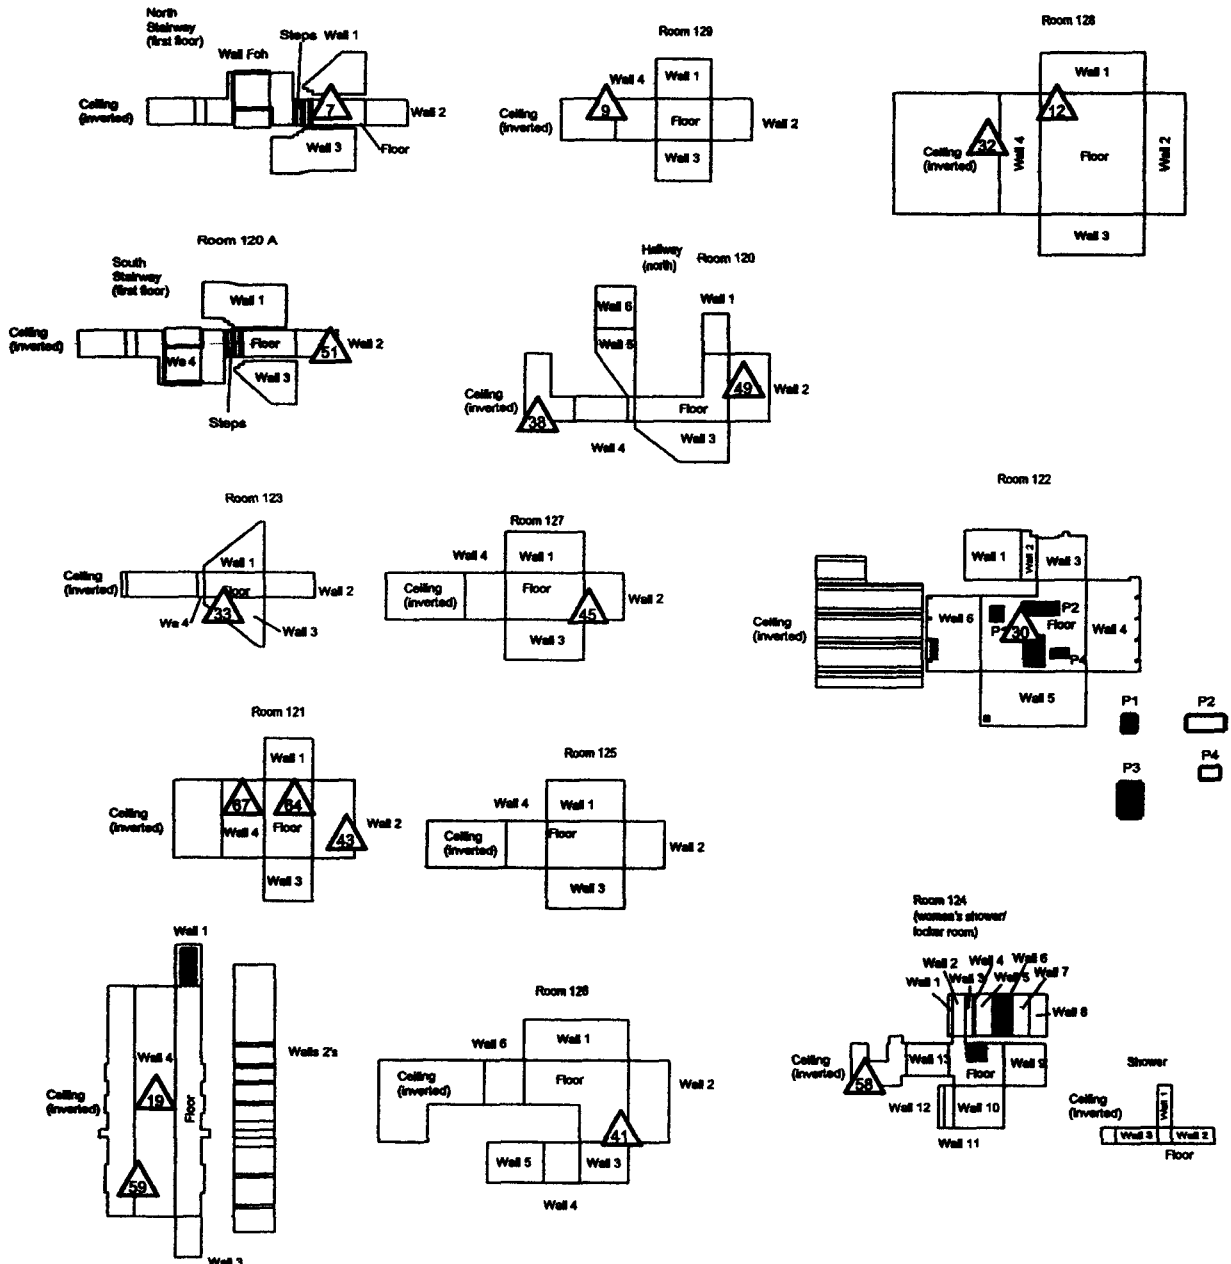 North
Stairway
(first floor)
Wall Foh
Steps Wall 1
Ceiling
(inverted)
7
Wall 2
Wall 3
Floor
Room 129
Wall 4
Wall 1
9
Ceiling
(inverted)
Floor
Wall 2
Wall 3
Room 128
Wall 1
12
32
Ceiling
(inverted)
Wall 4
Floor
Wall 2
Wall 3
Room 120 A
South
Stairway
(first floor)
Wall 1
Ceiling
(inverted)
Floor
51
Wall 2
Wa 4
Wall 3
Steps
Hallway
(north)
Room 120
Wall 6
Wall 1
Wall 5
49
Wall 2
Ceiling
(inverted)
38
Floor
Wall 4
Wall 3
Room 123
Wall 1
Ceiling
(inverted)
Floor
Wall 2
33
Wa 4
Wall 3
Room 127
Wall 4
Wall 1
Ceiling
(inverted)
Floor
45
Wall 2
Wall 3
Room 122
Wall 1
Wall 2
Wall 3
Ceiling
(inverted)
Wall 6
P2
Floor
30
Wall 4
P4
Wall 5
P1
P2
P3
P4
Room 121
Wall 1
67
64
Ceiling
(inverted)
Wall 4
Floor
43
Wall 2
Wall 3
Room 125
Wall 4
Wall 1
Ceiling
(inverted)
Floor
Wall 2
Wall 3
Wall 1
Wall 4
Walls 2's
Ceiling
(inverted)
19
Floor
59
Wall 3
Room 126
Wall 6
Wall 1
Ceiling
(inverted)
Floor
Wall 2
41
Wall 5
Wall 3
Wall 4
Room 124
(women's shower/
locker room)
Wall 4
Wall 6
Wall 2
Wall 3
Wall 5
Wall 7
Wall 1
Wall 8
Ceiling
(inverted)
58
Wall 13
Floor
Wall 9
Wall 12
Wall 10
Wall 11
Shower
Ceiling
(inverted)
Wall 1
Wall 3
Wall 2
Floor